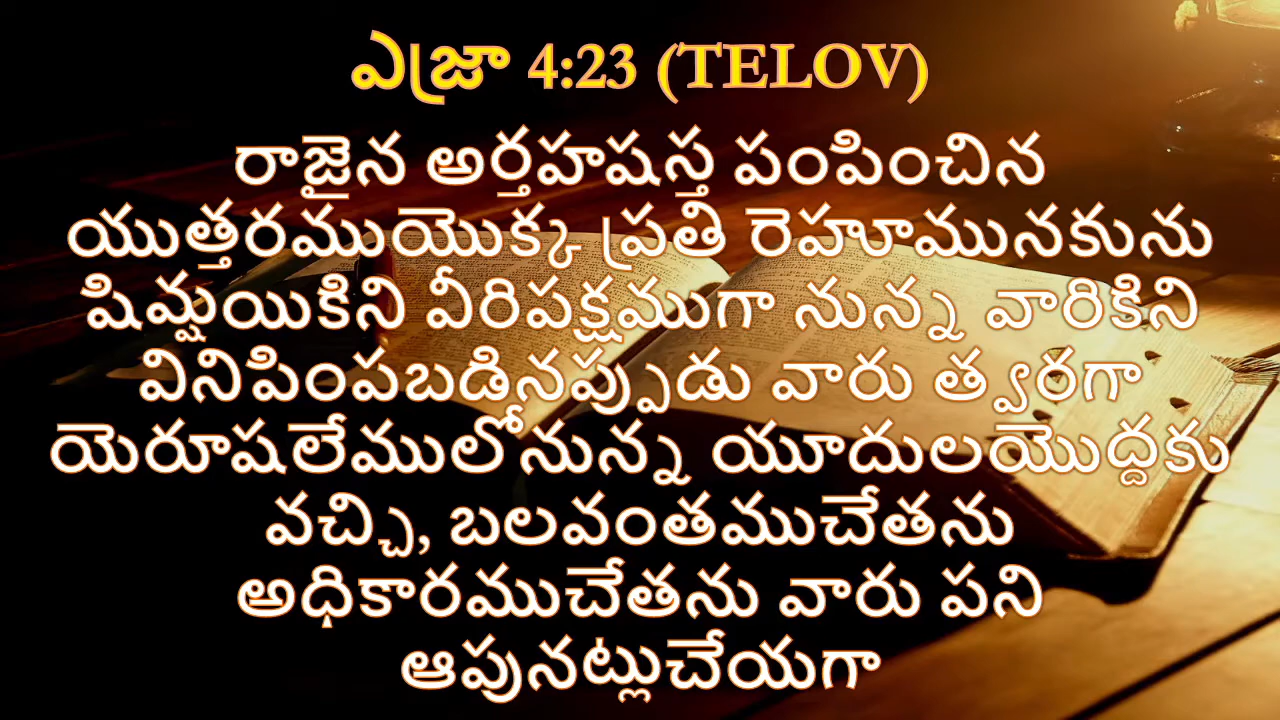 ఎజ్రా 4:23 (TELOV)
రాజైన అర్తహషస్త పంపించిన
యుత్తరముయొక్క ప్రతి రెహూమునకును
షిమ్షయికిని వీరిపక్షముగా నున్న వారికిని
వినిపింపబడినప్పుడు వారు త్వరగా
యెరూషలేములోనున్న యూదులయొద్దకు
వచ్చి, బలవంతముచేతను
అధికారముచేతను వారు పని
ఆపునట్లుచేయగా